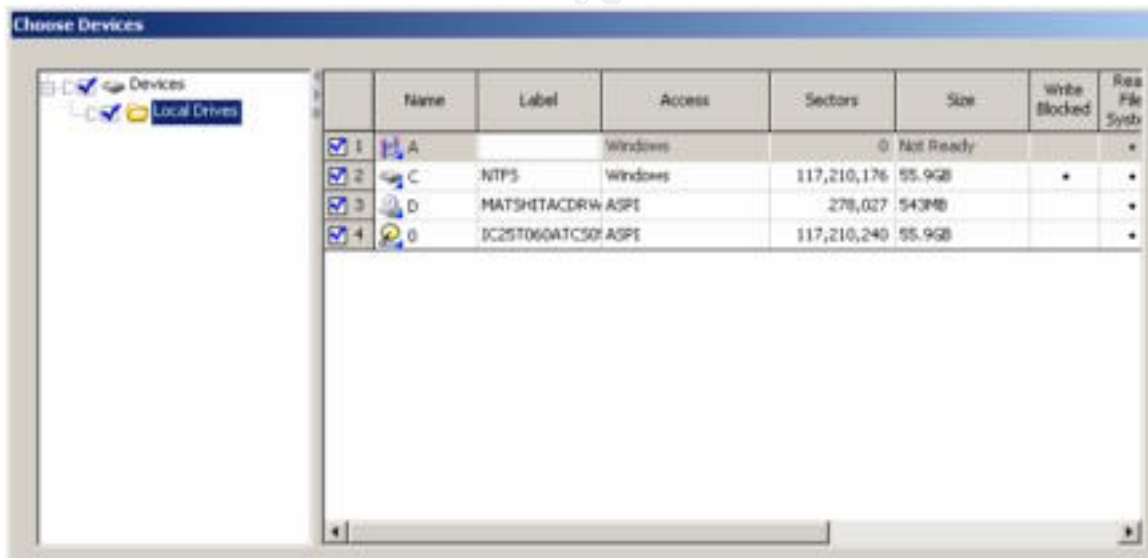 Choose Devices
Devices
Local Drives
Name Label Access Sectors Size Write Blocked Rea File Syste
1 A Windows 0 Not Ready •
2 C NTFS Windows 117,210,176 55.9GB • •
3 D MATSHITACDRW ASPI 278,027 543MB •
4 0 ASPI 117,210,240 55.9GB •